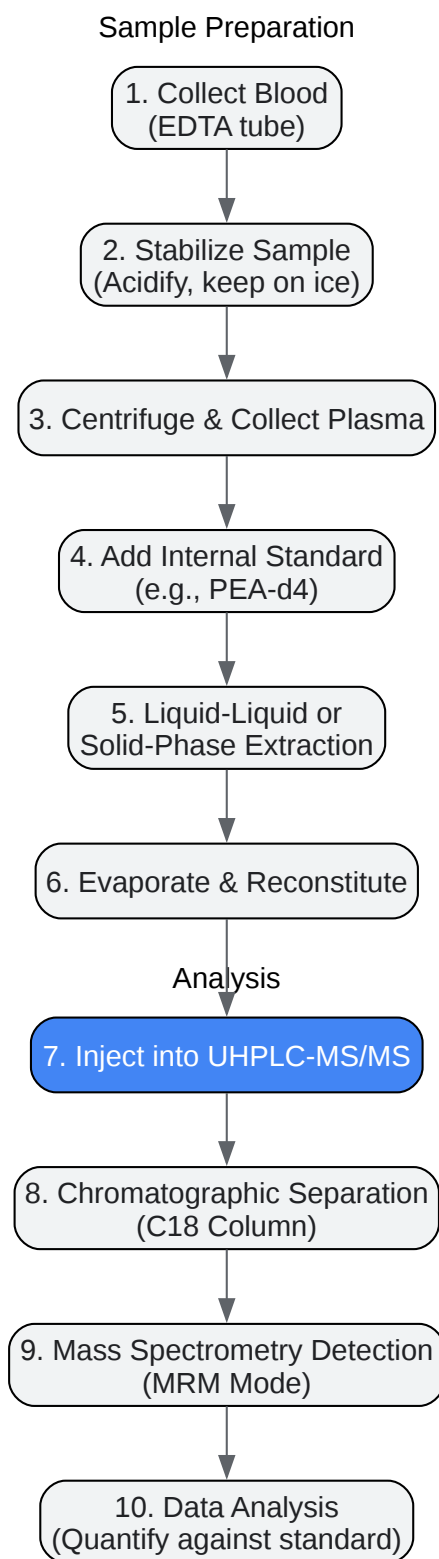 Sample Preparation
1. Collect Blood
(EDTA tube)
2. Stabilize Sample
(Acidify, keep on ice)
3. Centrifuge & Collect Plasma
4. Add Internal Standard
(e.g., PEA-d4)
5. Liquid-Liquid or
Solid-Phase Extraction
6. Evaporate & Reconstitute
Analysis
7. Inject into UHPLC-MS/MS
8. Chromatographic Separation
(C18 Column)
9. Mass Spectrometry Detection
(MRM Mode)
10. Data Analysis
(Quantify against standard)